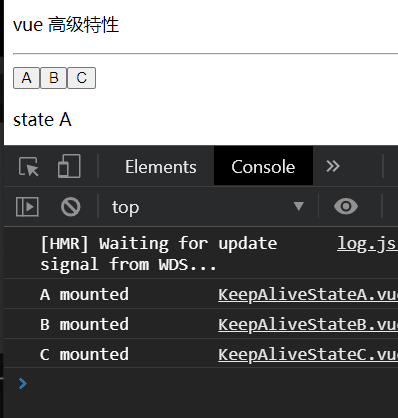 vue 高级特性
A B C
state A
Elements Console »
top ▼
[HMR] Waiting for update log.js
signal from WDS...
A mounted KeepAliveStateA.vue
B mounted KeepAliveStateB.vue
C mounted KeepAliveStateC.vue
>